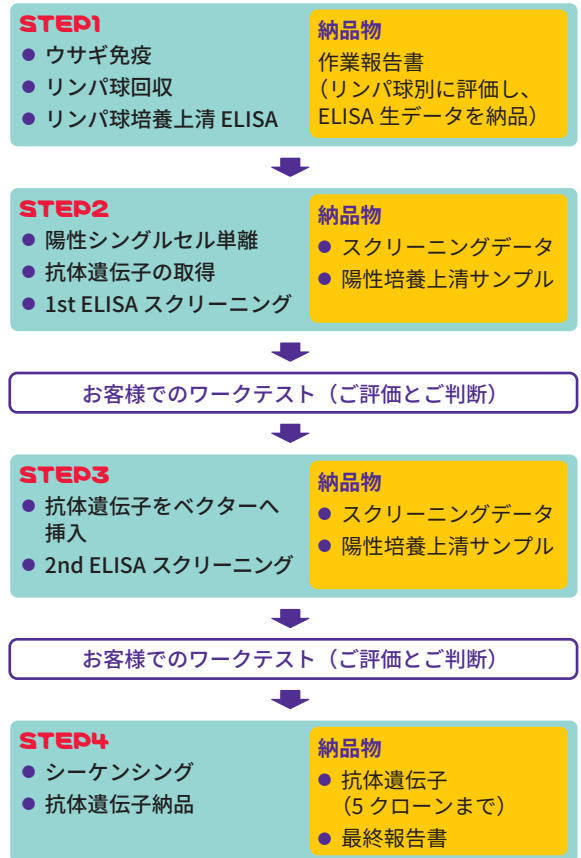 STEP1
● ウサギ免疫
● リンパ球回収
● リンパ球培養上清 ELISA
納品物
作業報告書
（リンパ球別に評価し、
ELISA 生データを納品）
STEP2
● 陽性シングルセル単離
● 抗体遺伝子の取得
● 1st ELISA スクリーニング
納品物
● スクリーニングデータ
● 陽性培養上清サンプル
お客様でのワークテスト（ご評価とご判断）
STEP3
● 抗体遺伝子をベクターへ
挿入
● 2nd ELISA スクリーニング
納品物
● スクリーニングデータ
● 陽性培養上清サンプル
お客様でのワークテスト（ご評価とご判断）
STEP4
● シーケンシング
● 抗体遺伝子納品
納品物
● 抗体遺伝子
（5 クローンまで）
● 最終報告書